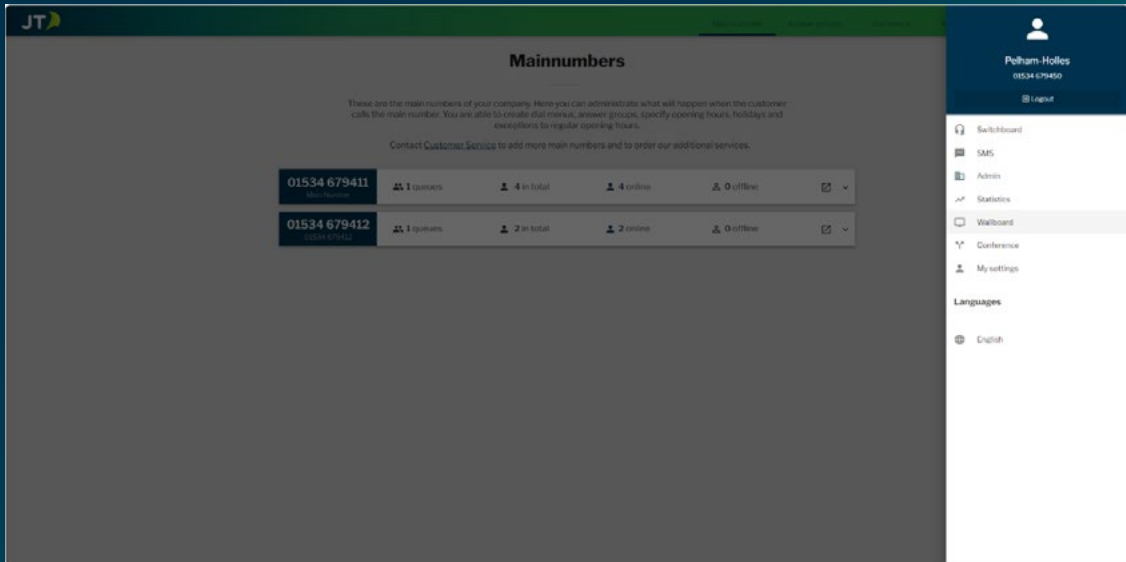 JT
Mainnumbers
These are the main numbers of your company. Here you can administrate what will happen when the customer
calls the main number. You are able to create dial menus, answer groups, specify opening hours, holidays and
exceptions to regular opening hours.
Contact Customer Service to add more main numbers and to order our additional services.
01534 679411
Main Number
1 queues
4 in total
4 online
0 offline
01534 679412
01534 679412
1 queues
2 in total
2 online
0 offline
Pelham-Holles
01534 679450
Logout
Switchboard
SMS
Admin
Statistics
Wallboard
Conference
My settings
Languages
English